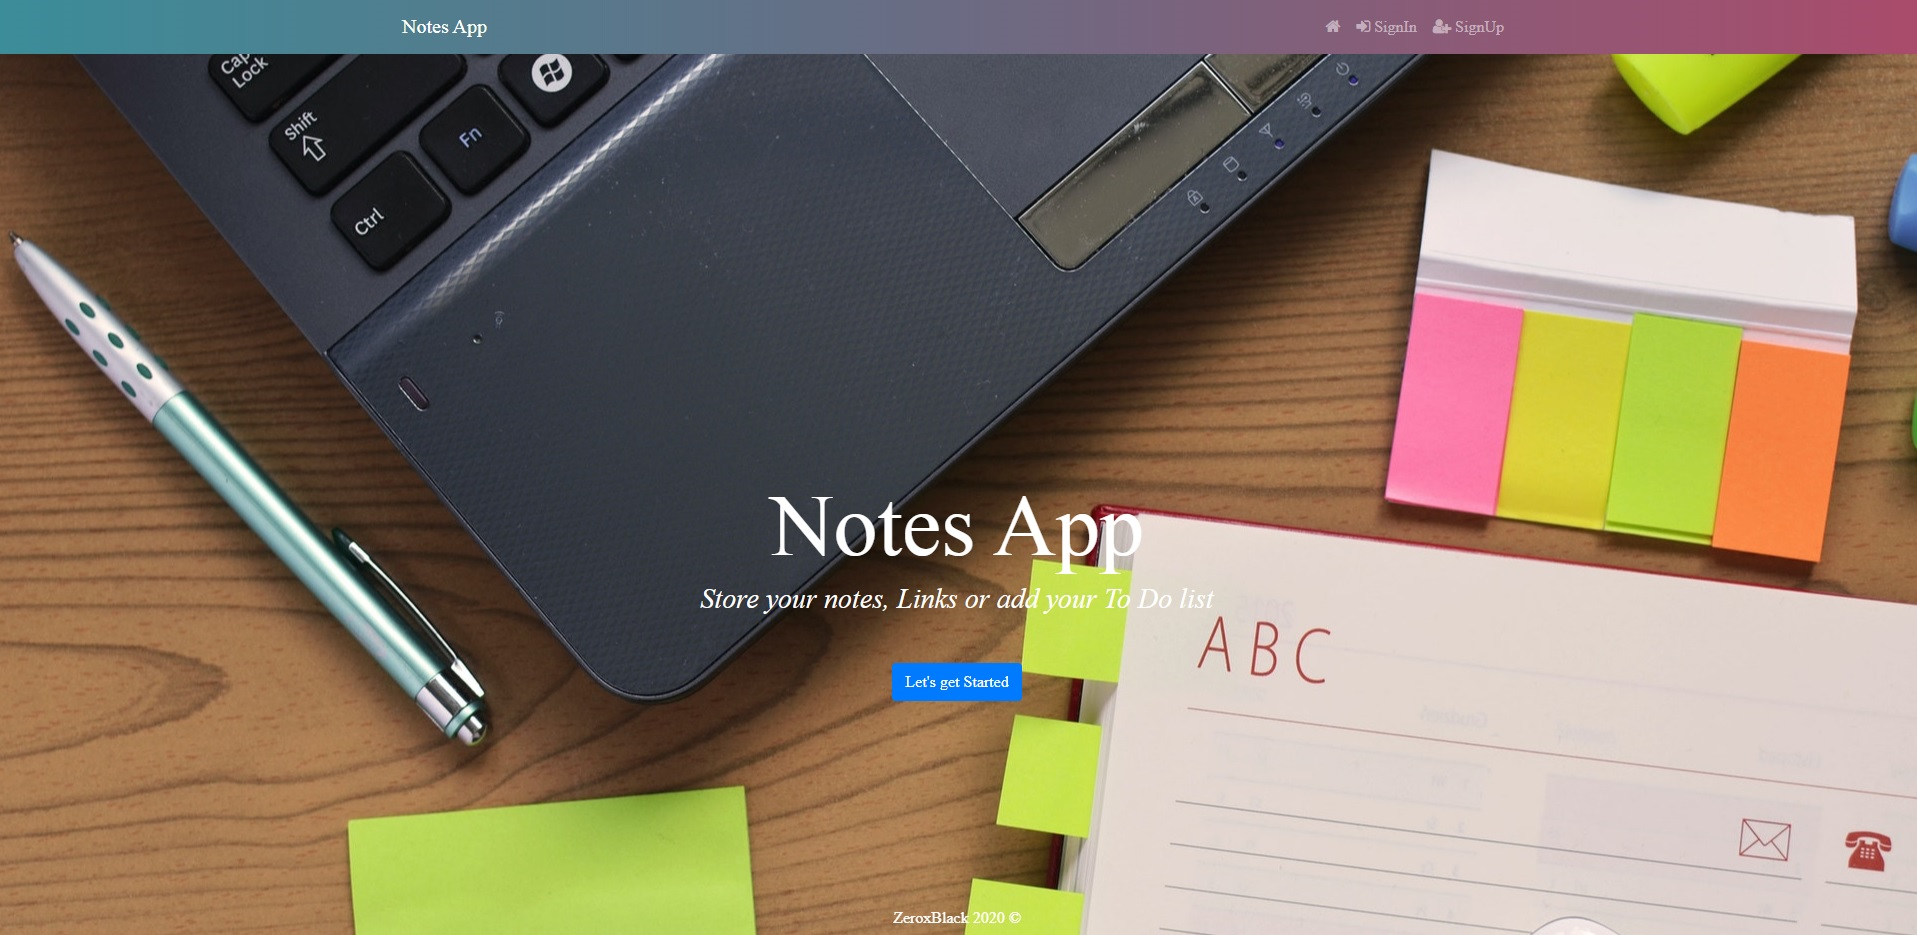 Notes App
SignIn
SignUp
Caps Lock
Shift
Fn
Ctrl
Notes App
Store your notes, Links or add your To Do list
ABC
Let's get Started
ZeroxBlack 2020 ©